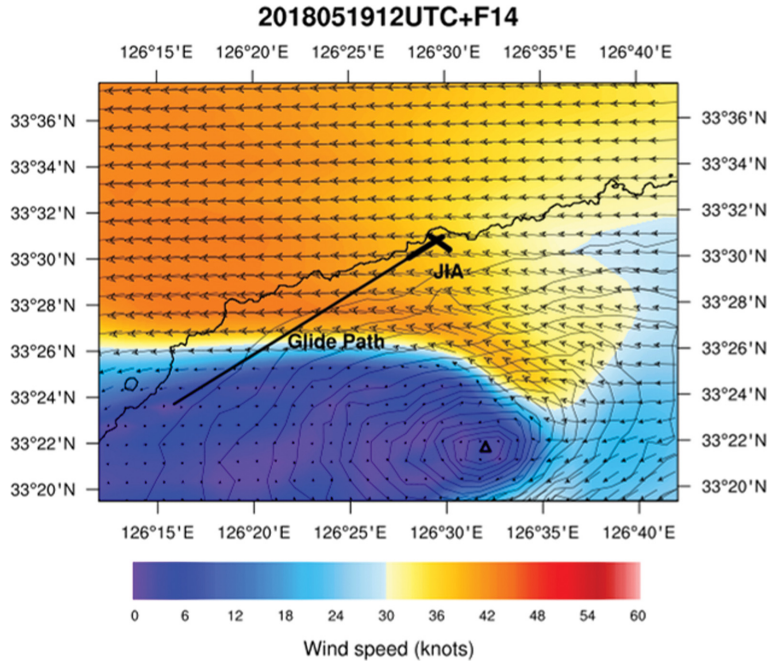 2018051912UTC+F14
126°15'E 126°20'E 126°25'E 126°30'E 126°35'E 126°40'E
33°36'N 33°36'N
33°34'N 33°34'N
33°32'N 33°32'N
33°30'N 33°30'N
JIA
33°28'N 33°28'N
Glide Path
33°26'N 33°26'N
33°24'N 33°24'N
33°22'N 33°22'N
33°20'N 33°20'N
126°15'E 126°20'E 126°25'E 126°30'E 126°35'E 126°40'E
0 6 12 18 24 30 36 42 48 54 60
Wind speed (knots)